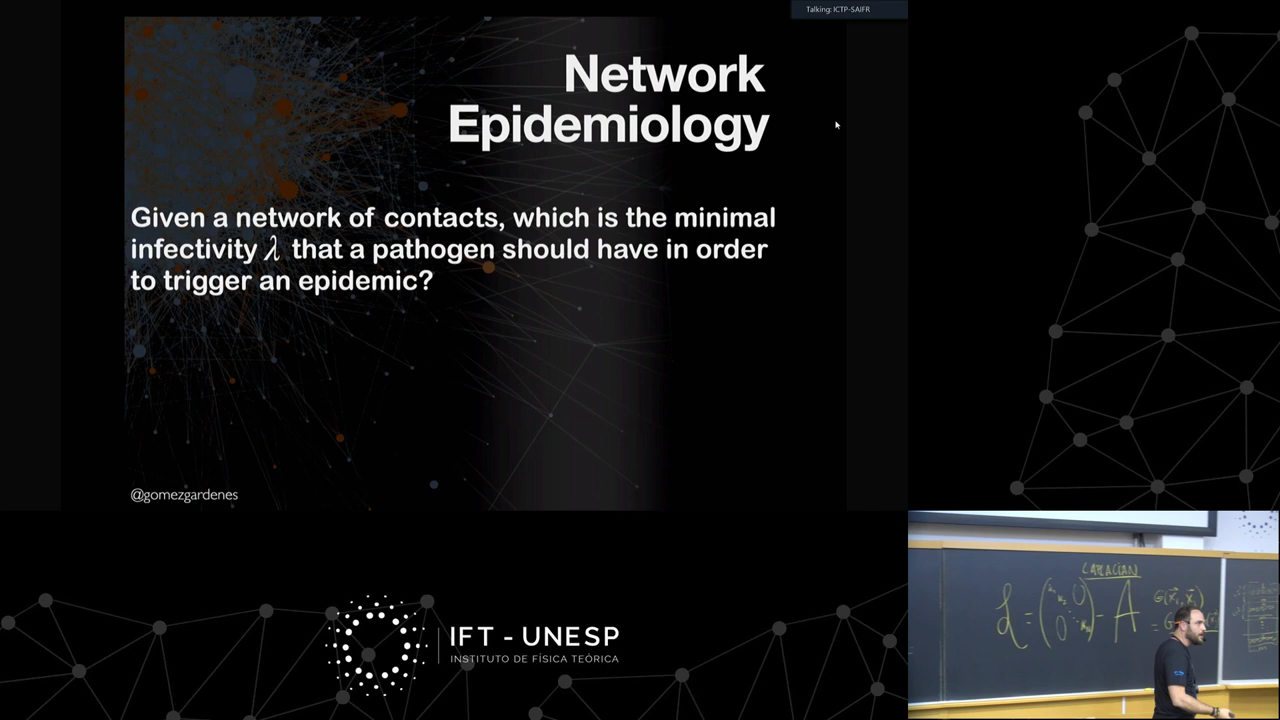 Talking: ICTP-SAIFR
Network
Epidemiology
Given a network of contacts, which is the minimal
infectivity λ that a pathogen should have in order
to trigger an epidemic?
@gomezgardenes
IFT - UNESP
INSTITUTO DE FÍSICA TEÓRICA
LAPLACIAN